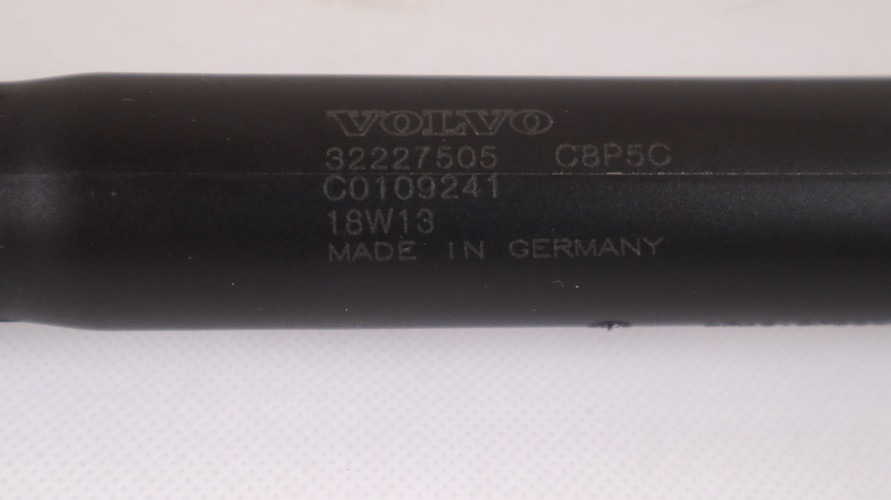 VOLVO
32227505 C8P5C
C0109241
18W13
MADE IN GERMANY